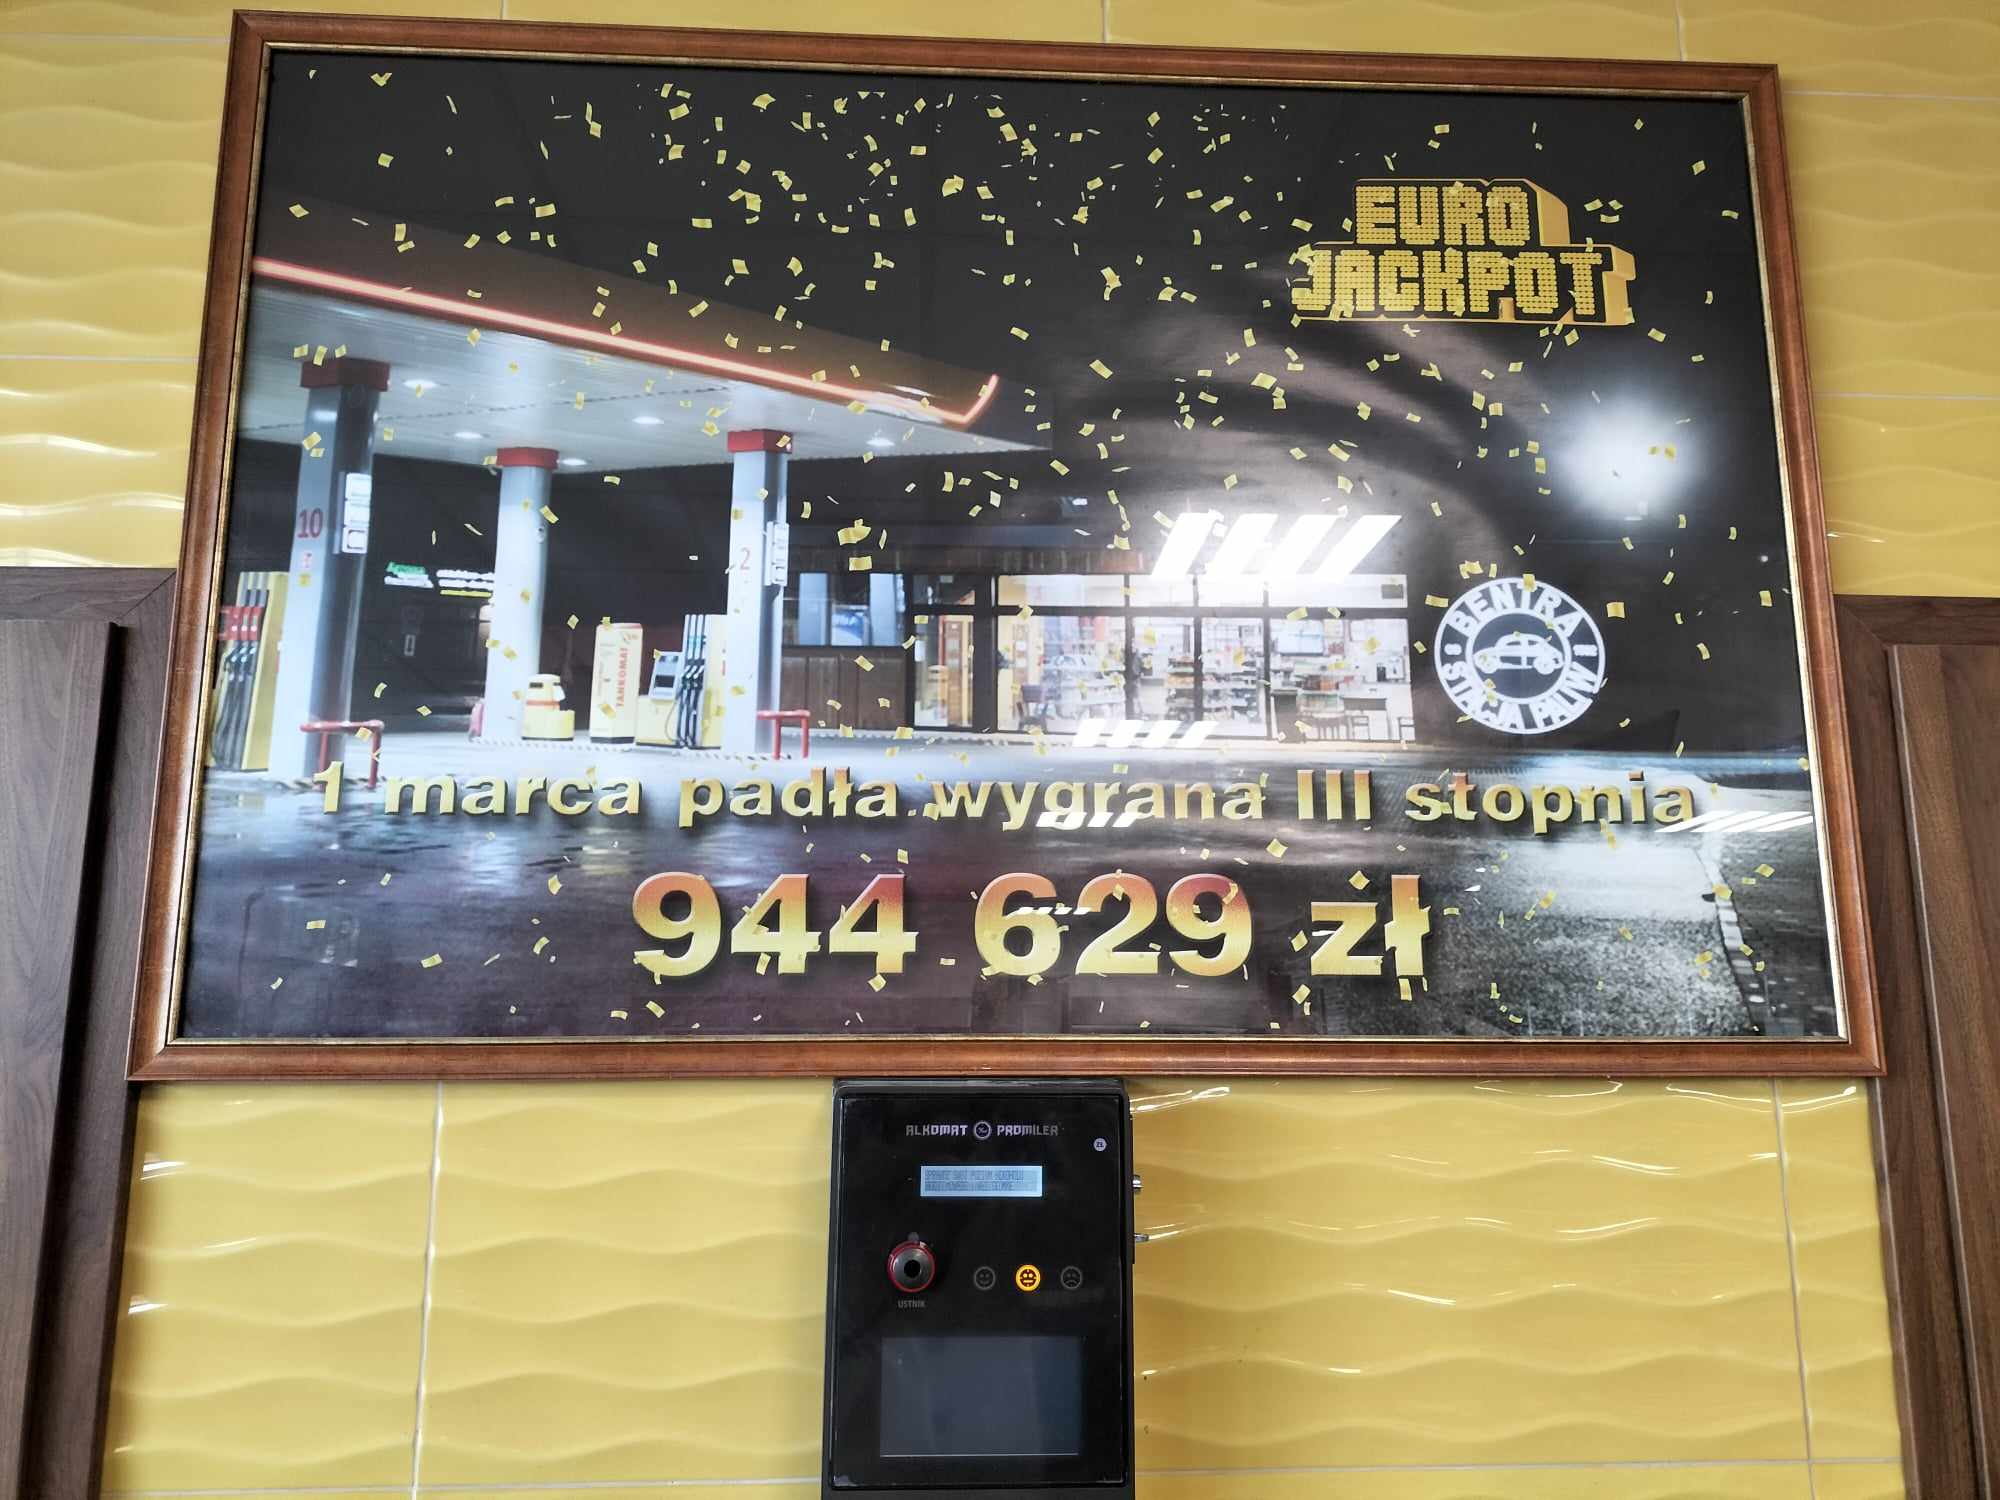 EURO
JACKPOT
10
2
TANKOMAT
BENTRA
STACJA PALIW
1 marca padła wygrana III stopnia
944 629 zł
ALKOMAT PROMILER
USTNIK